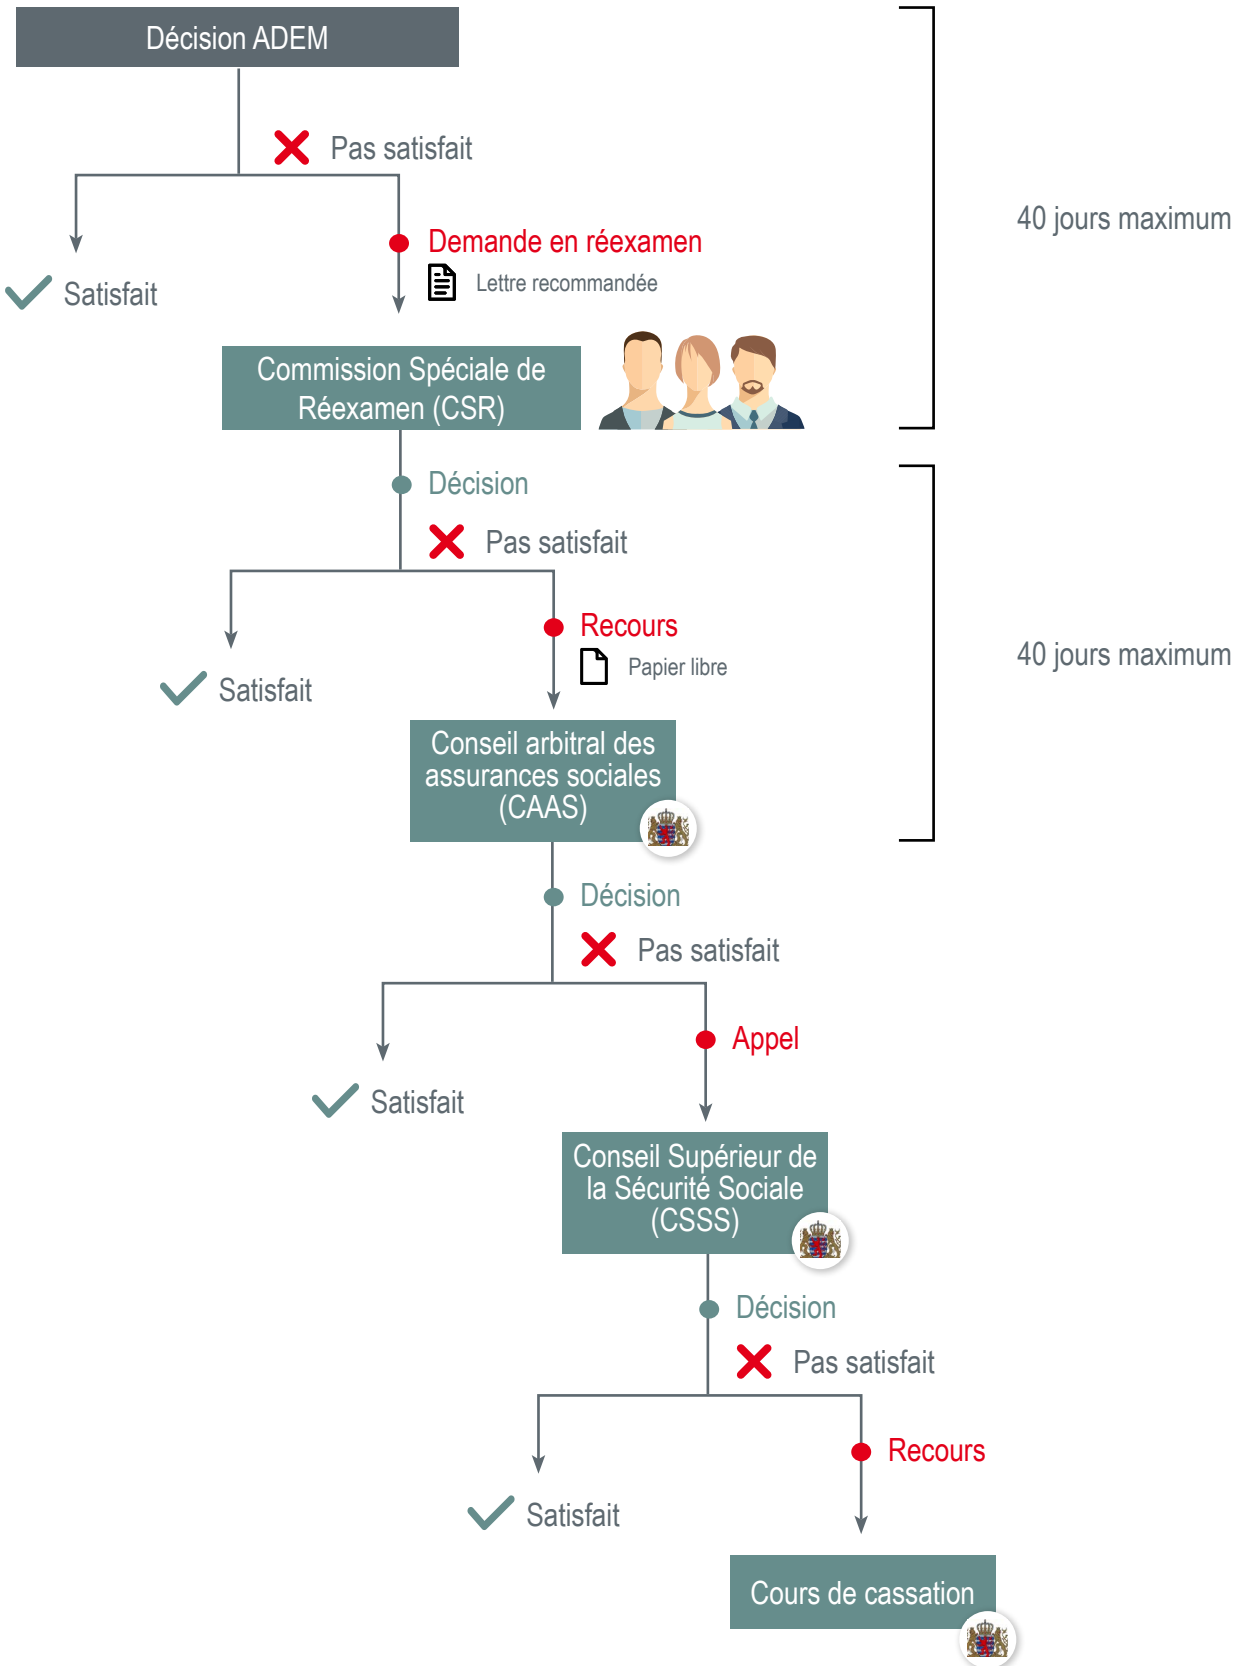 Décision ADEM
Pas satisfait
40 jours maximum
Demande en réexamen
Lettre recommandée
Satisfait
Commission Spéciale de
Réexamen (CSR)
Décision
Pas satisfait
Recours
40 jours maximum
Papier libre
Satisfait
Conseil arbitral des
assurances sociales
(CAAS)
Décision
Pas satisfait
Appel
Satisfait
Conseil Supérieur de
la Sécurité Sociale
(CSSS)
Décision
Pas satisfait
Recours
Satisfait
Cours de cassation